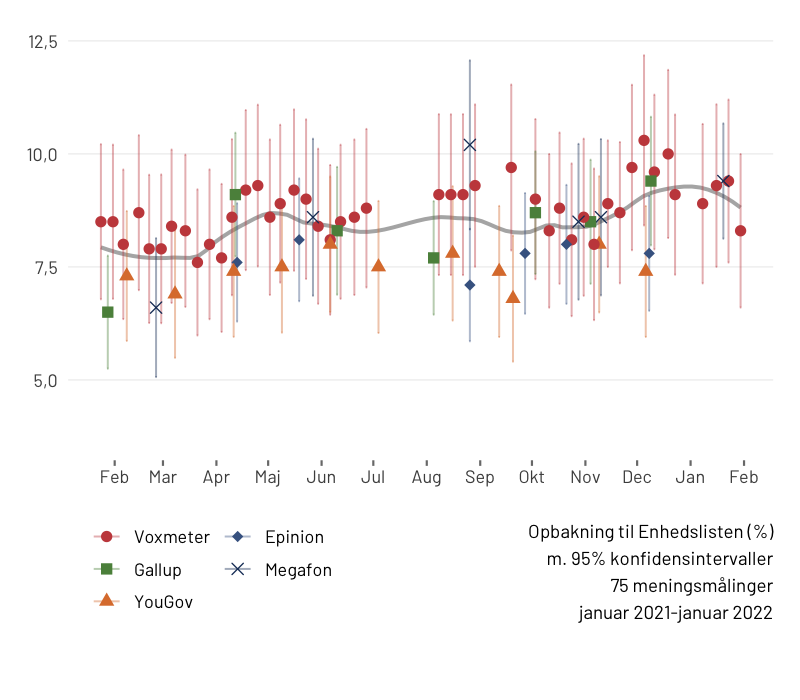 12,5
10,0
7,5
5,0
Feb Mar Apr Maj Jun Jul Aug Sep Okt Nov Dec Jan Feb
Voxmeter Epinion
Gallup Megafon
YouGov
Opbakning til Enhedslisten (%)
m. 95% konfidensintervaller
75 meningsmålinger
januar 2021-januar 2022